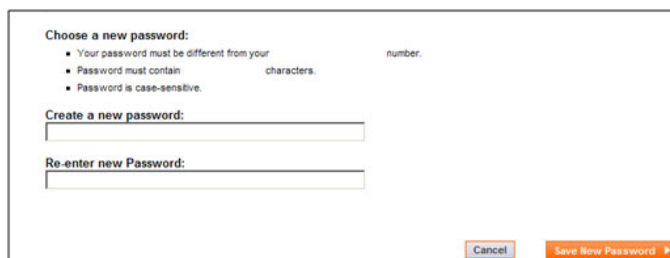 Choose a new password:
Your password must be different from your number.
Password must contain characters.
Password is case-sensitive.
Create a new password:
Re-enter new Password:
Cancel Save New Password